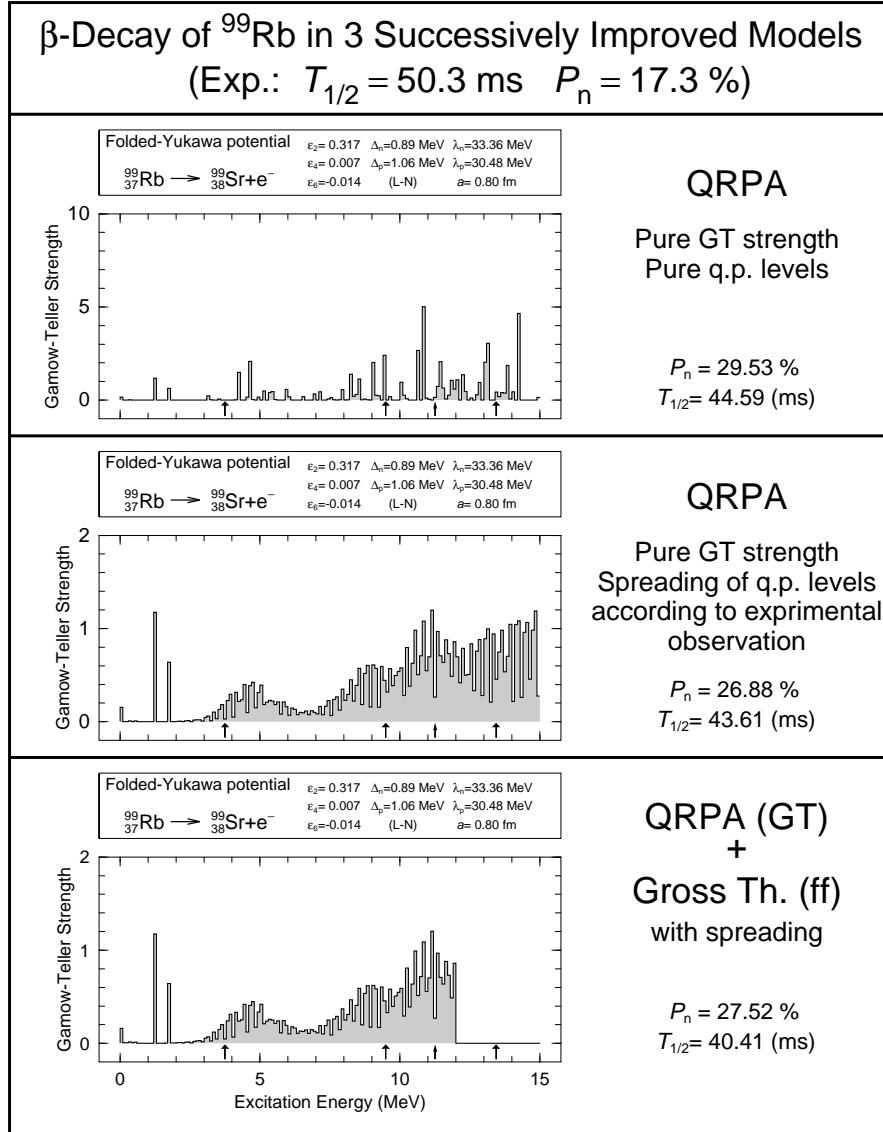 β-Decay of ⁹⁹Rb in 3 Successively Improved Models
(Exp.: T1/2 = 50.3 ms Pn = 17.3 %)
Folded-Yukawa potential
ε2= 0.317 Δn=0.89 MeV λn=33.36 MeV
ε4= 0.007 Δp=1.06 MeV λp=30.48 MeV
⁹⁹₃₇Rb → ⁹⁹₃₈Sr+e⁻
ε6=-0.014 (L-N) a= 0.80 fm
10
5
0
Gamow-Teller Strength
QRPA
Pure GT strength
Pure q.p. levels
Pn = 29.53 %
T1/2= 44.59 (ms)
Folded-Yukawa potential
ε2= 0.317 Δn=0.89 MeV λn=33.36 MeV
ε4= 0.007 Δp=1.06 MeV λp=30.48 MeV
⁹⁹₃₇Rb → ⁹⁹₃₈Sr+e⁻
ε6=-0.014 (L-N) a= 0.80 fm
2
1
0
Gamow-Teller Strength
QRPA
Pure GT strength
Spreading of q.p. levels
according to exprimental
observation
Pn = 26.88 %
T1/2= 43.61 (ms)
Folded-Yukawa potential
ε2= 0.317 Δn=0.89 MeV λn=33.36 MeV
ε4= 0.007 Δp=1.06 MeV λp=30.48 MeV
⁹⁹₃₇Rb → ⁹⁹₃₈Sr+e⁻
ε6=-0.014 (L-N) a= 0.80 fm
2
1
0
Gamow-Teller Strength
0 5 10 15
Excitation Energy (MeV)
QRPA (GT)
+
Gross Th. (ff)
with spreading
Pn = 27.52 %
T1/2= 40.41 (ms)